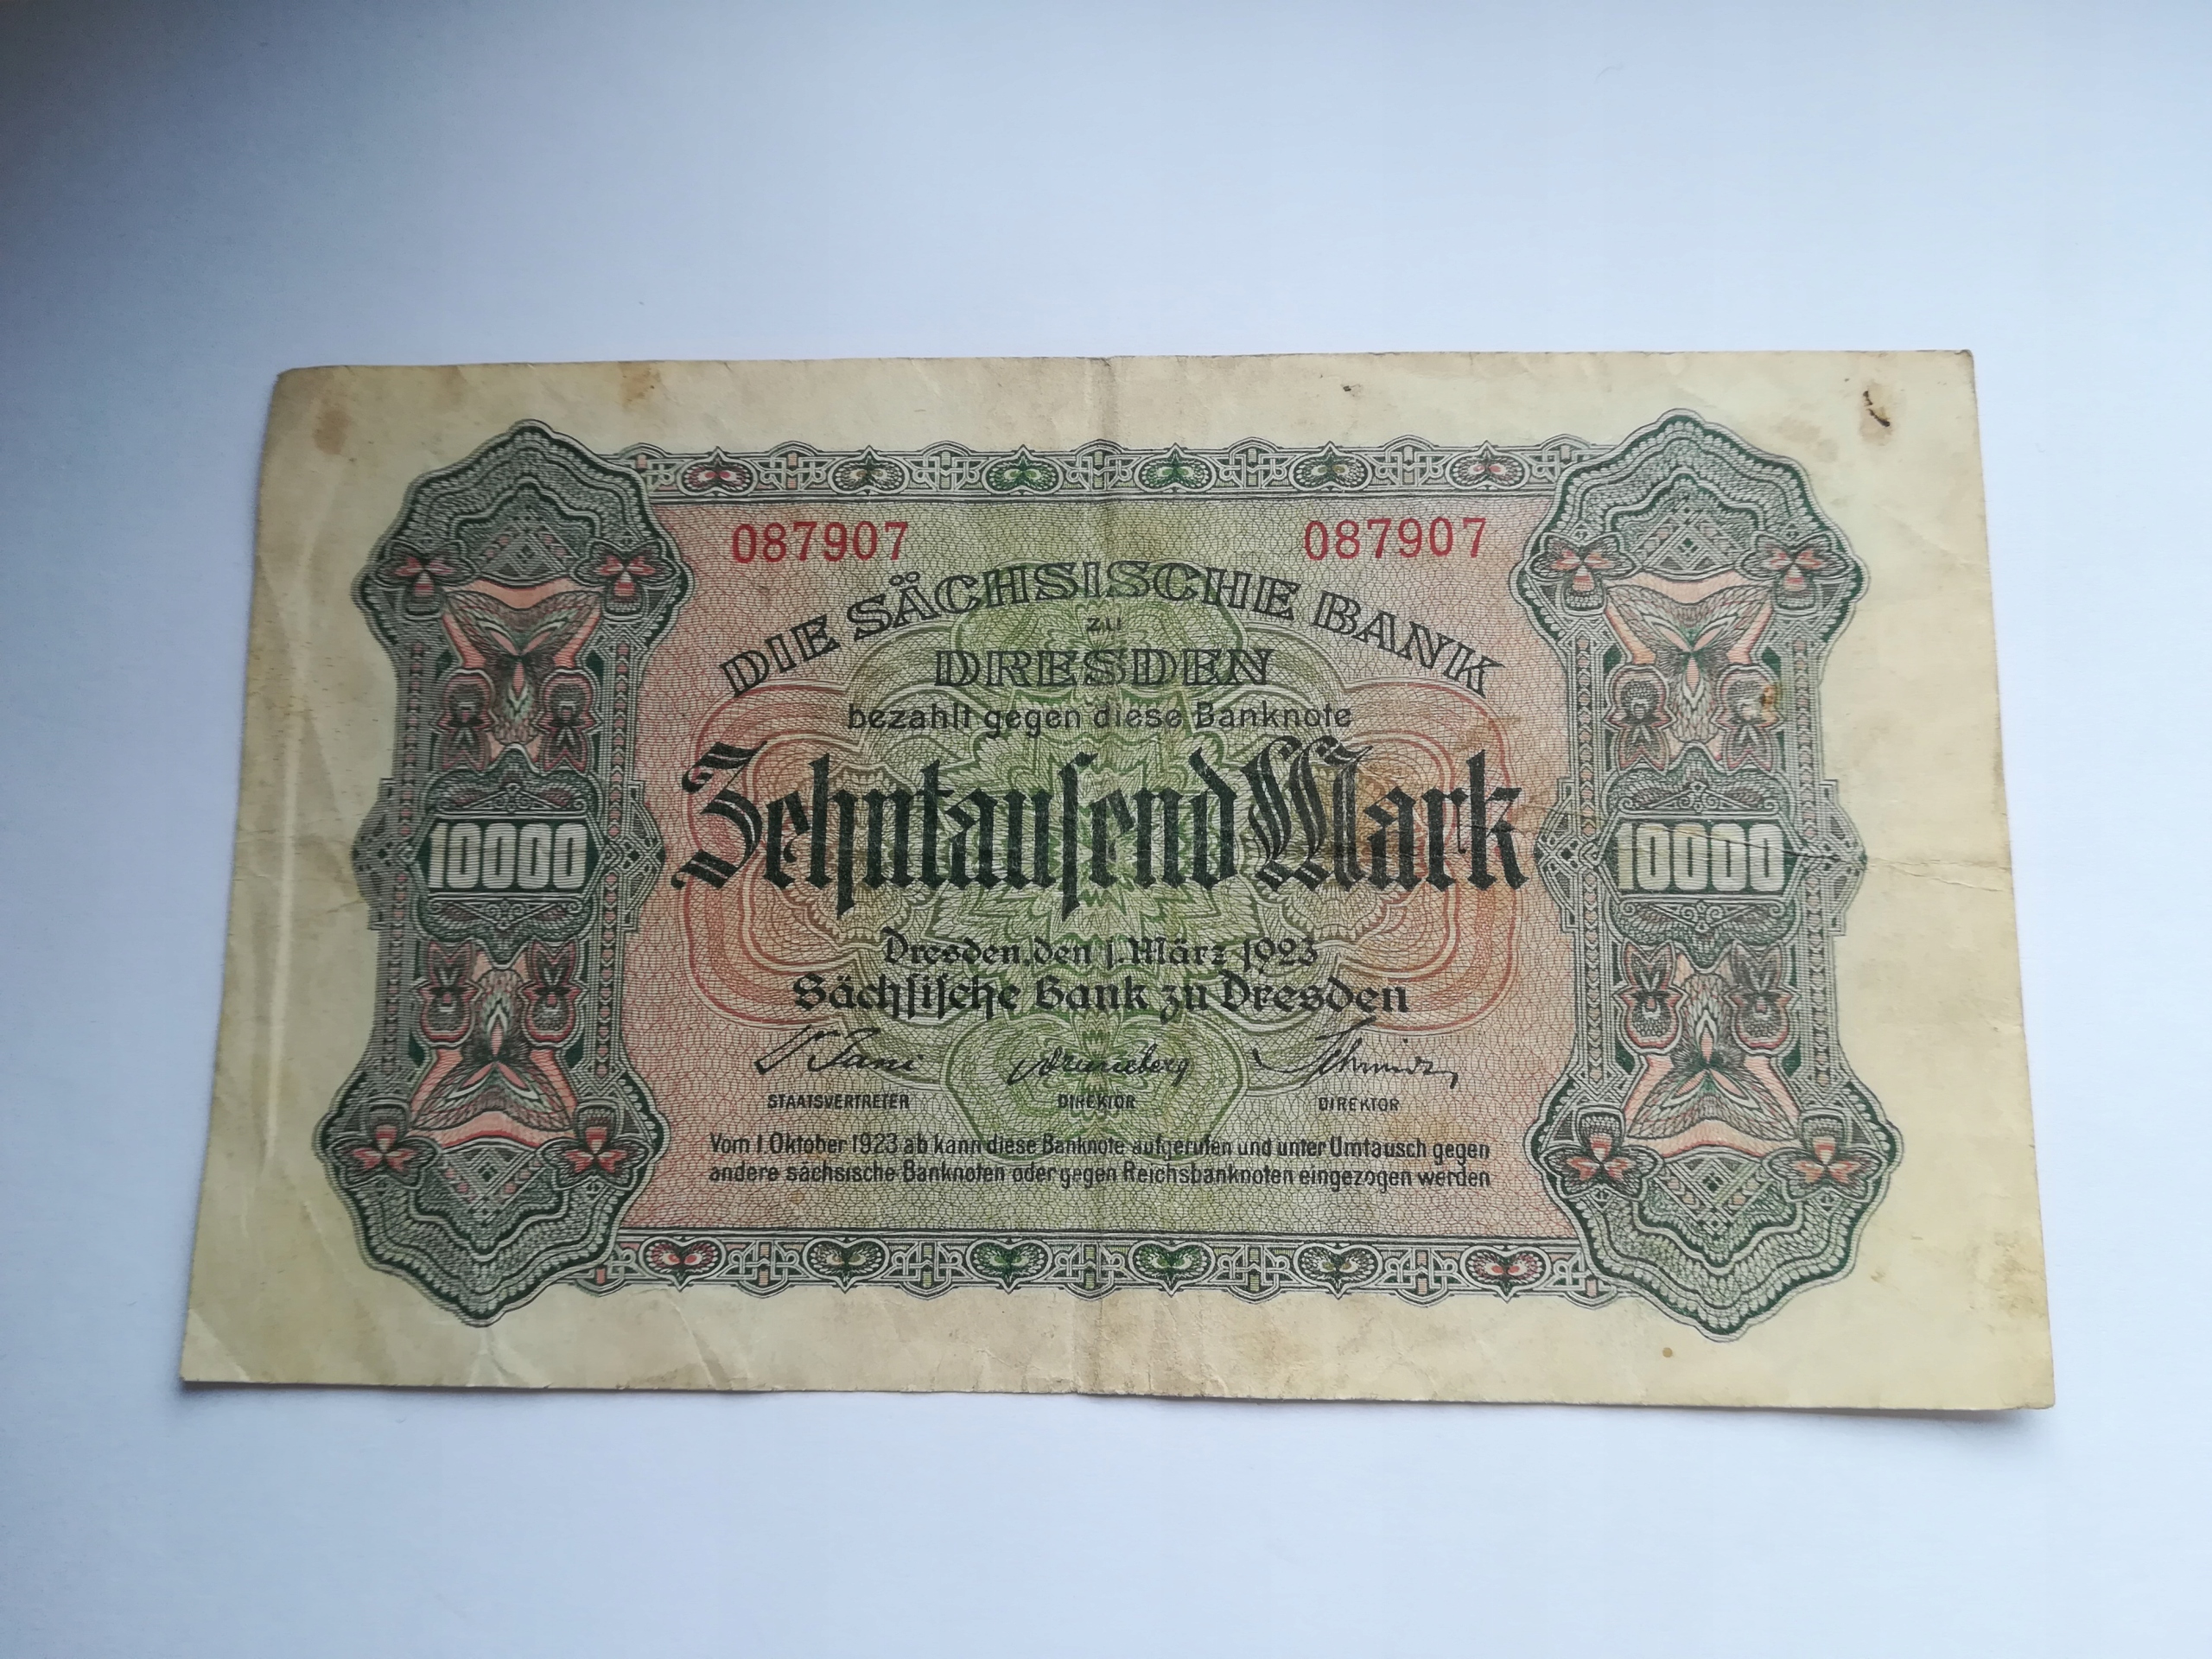 087907 087907
DIE SÄCHSISCHE BANK
ZU
DRESDEN
bezahlt gegen diese Banknote
Zehntausend Mark
10000 10000
Dresden, den 1. März 1923
Sächsische Bank zu Dresden
STAATSVERTRETER DIREKTOR DIREKTOR
Vom 1. Oktober 1923 ab kann diese Banknote aufgerufen und unter Umtausch gegen
andere sächsische Banknoten oder gegen Reichsbanknoten eingezogen werden